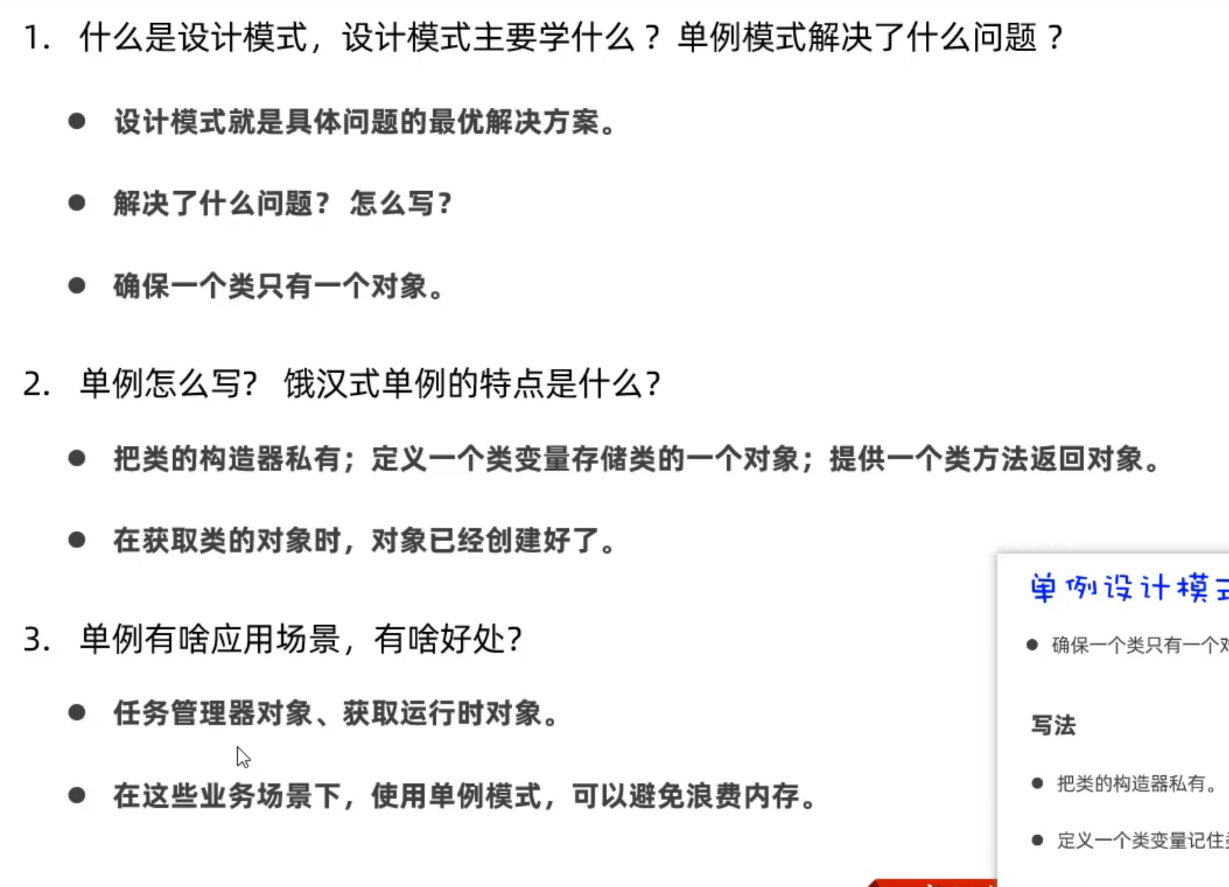 1. 什么是设计模式，设计模式主要学什么？单例模式解决了什么问题？
● 设计模式就是具体问题的最优解决方案。
● 解决了什么问题？ 怎么写？
● 确保一个类只有一个对象。
2. 单例怎么写? 饿汉式单例的特点是什么？
● 把类的构造器私有；定义一个类变量存储类的一个对象；提供一个类方法返回对象。
● 在获取类的对象时，对象已经创建好了。
3. 单例有啥应用场景，有啥好处？
● 任务管理器对象、获取运行时对象。
● 在这些业务场景下，使用单例模式，可以避免浪费内存。
单例设计模
● 确保一个类只有一个
写法
● 把类的构造器私有。
● 定义一个类变量记住